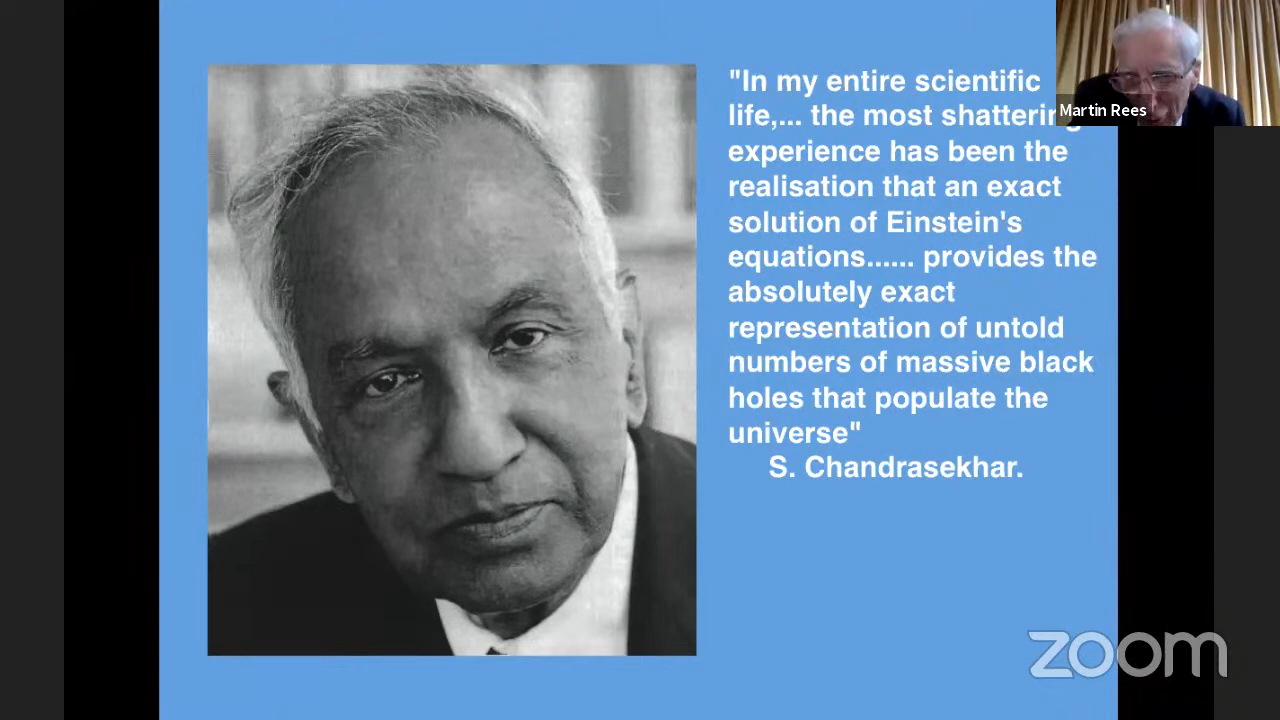 "In my entire scientific
life,... the most shattering
experience has been the
realisation that an exact
solution of Einstein's
equations...... provides the
absolutely exact
representation of untold
numbers of massive black
holes that populate the
universe"
S. Chandrasekhar.
Martin Rees
zoom